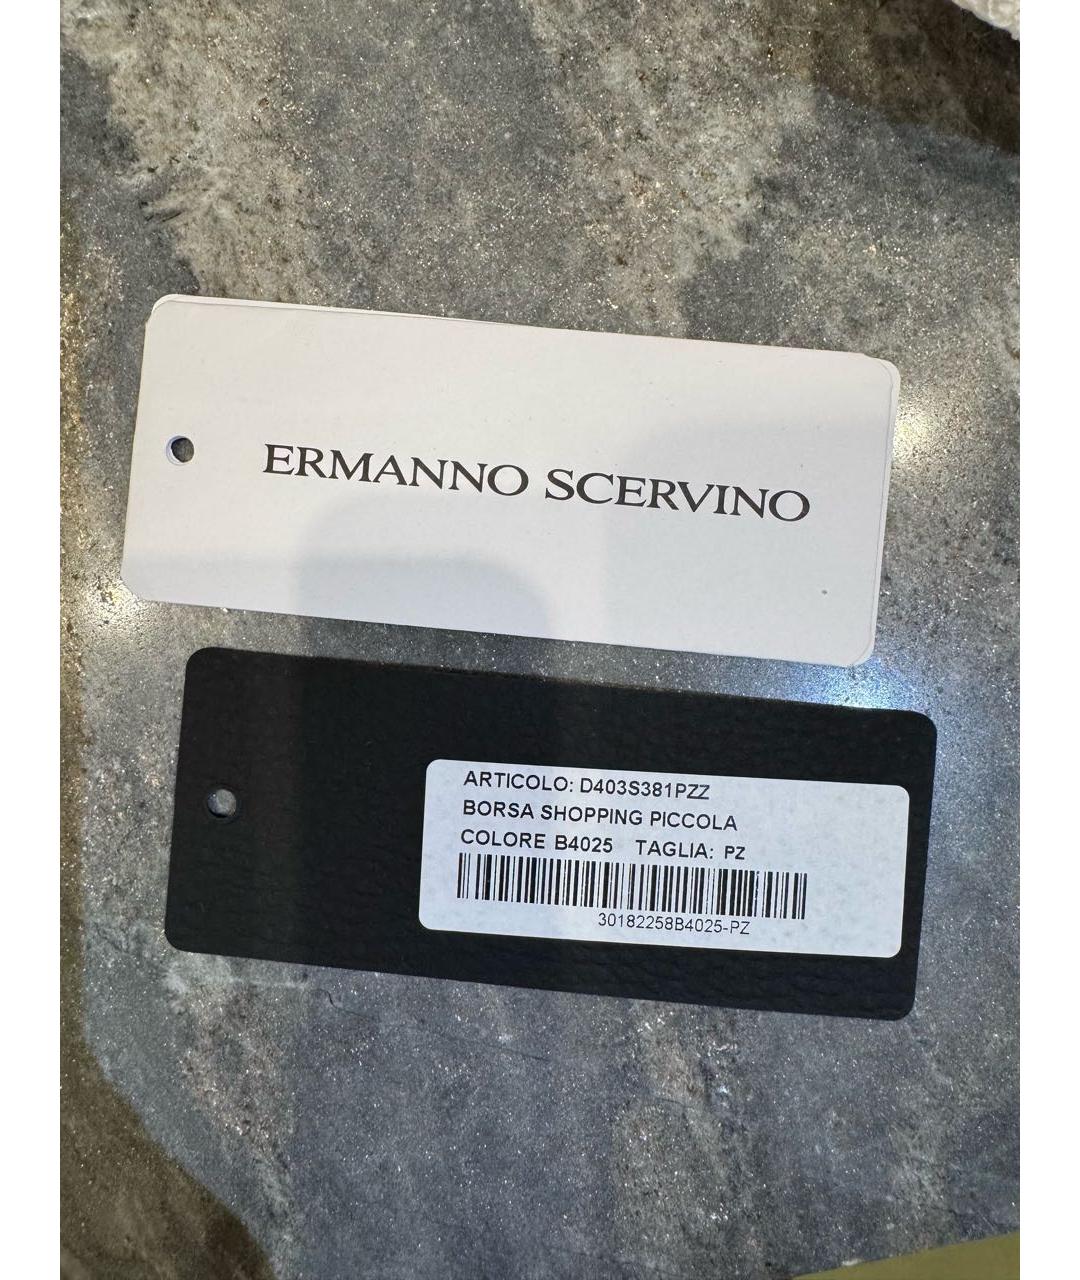 ERMANNO SCERVINO
ARTICOLO: D403S381PZZ
BORSA SHOPPING PICCOLA
COLORE B4025 TAGLIA: PZ
30182258B4025-PZ